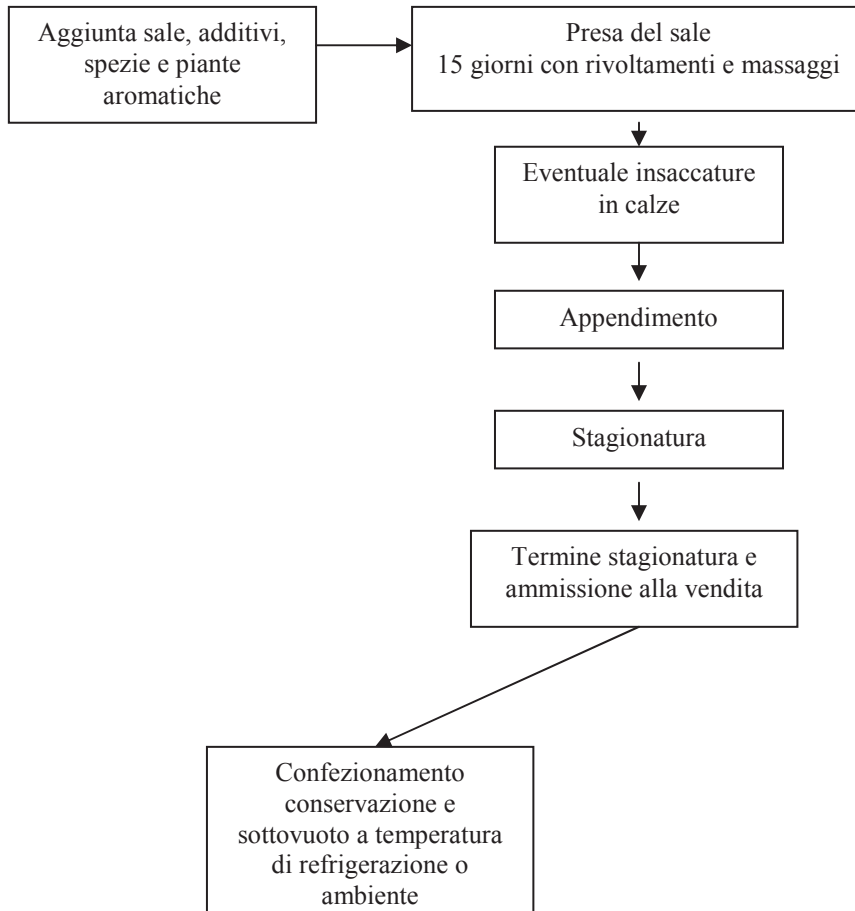 Aggiunta sale, additivi,
spezie e piante
aromatiche
Presa del sale
15 giorni con rivoltamenti e massaggi
Eventuale insaccature
in calze
Appendimento
Stagionatura
Termine stagionatura e
ammissione alla vendita
Confezionamento
conservazione e
sottovuoto a temperatura
di refrigerazione o
ambiente